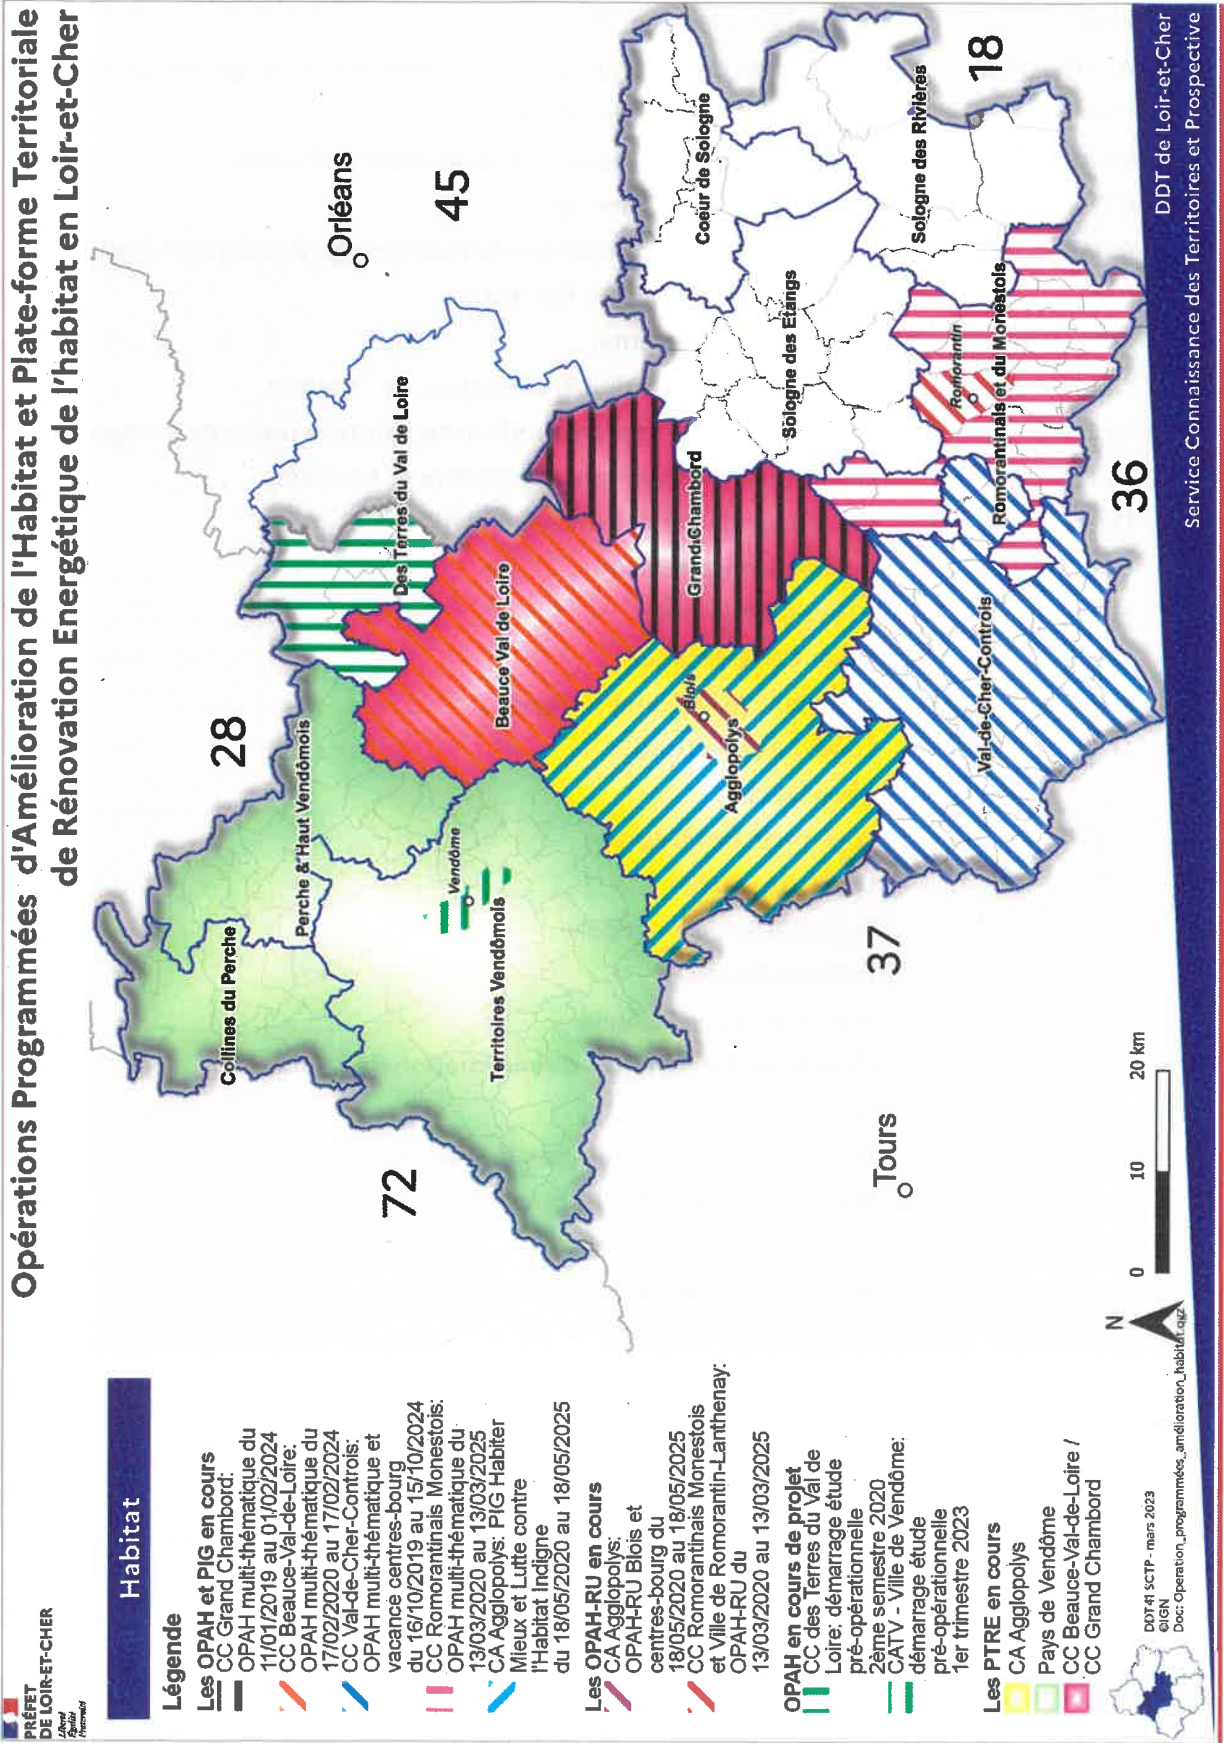 Opérations Programmées d'Amélioration de l'Habitat et Plate-forme Territoriale
de Rénovation Energétique de l'habitat en Loir-et-Cher
PRÉFET
DE LOIR-ET-CHER
Liberté
Égalité
Fraternité
Habitat
Légende
Les OPAH et PIG en cours
CC Grand Chambord:
OPAH multi-thématique du
11/01/2019 au 01/02/2024
CC Beauce-Val-de-Loire:
OPAH multi-thématique du
17/02/2020 au 17/02/2024
CC Val-de-Cher-Controis:
OPAH multi-thématique et
vacance centres-bourg
du 16/10/2019 au 15/10/2024
CC Romorantinais Monestois:
OPAH multi-thématique du
13/03/2020 au 13/03/2025
CA Agglopolys: PIG Habiter
Mieux et Lutte contre
l'Habitat Indigne
du 18/05/2020 au 18/05/2025
Les OPAH-RU en cours
CA Agglopolys:
OPAH-RU Blois et
centres-bourg du
18/05/2020 au 18/05/2025
CC Romorantinais Monestois
et Ville de Romorantin-Lanthenay:
OPAH-RU du
13/03/2020 au 13/03/2025
OPAH en cours de projet
CC des Terres du Val de
Loire: démarrage étude
pré-opérationnelle
2ème semestre 2020
CATV - Ville de Vendôme:
démarrage étude
pré-opérationnelle
1er trimestre 2023
Les PTRE en cours
CA Agglopolys
Pays de Vendôme
CC Beauce-Val-de-Loire /
CC Grand Chambord
DDT41 SCTP - mars 2023
©IGN
Doc: Operation_programmées_amélioration_habitat.qgz
28
Orléans
45
72
Collines du Perche
Perche & Haut Vendômois
Des Terres du Val de Loire
Vendôme
Territoires Vendômois
Beauce Val de Loire
Coeur de Sologne
Grand Chambord
Blois
Agglopolys
Sologne des Etangs
Sologne des Rivières
18
Romorantin
Romorantinais et du Monestois
Val-de-Cher-Controis
37
Tours
36
N
0 10 20 km
DDT de Loir-et-Cher
Service Connaissance des Territoires et Prospective